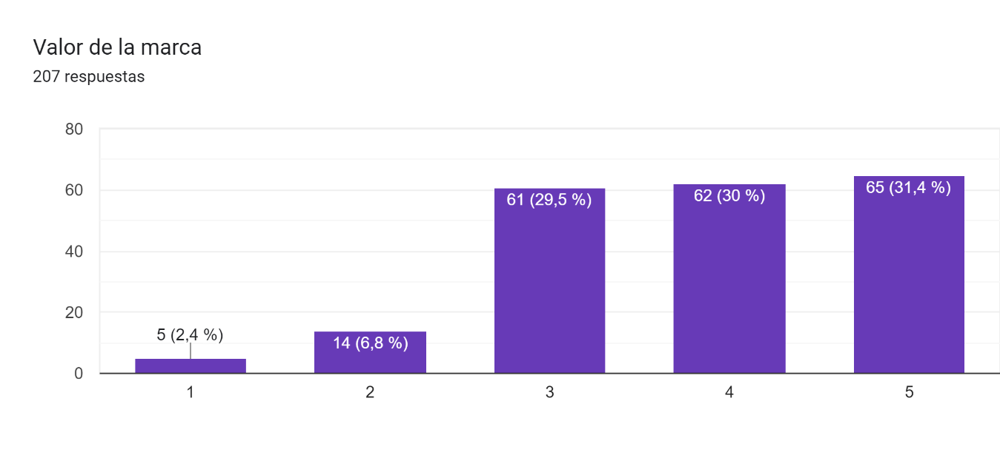 Valor de la marca
207 respuestas
80
60
40
20
0
5 (2,4 %)
14 (6,8 %)
61 (29,5 %)
62 (30 %)
65 (31,4 %)
1
2
3
4
5